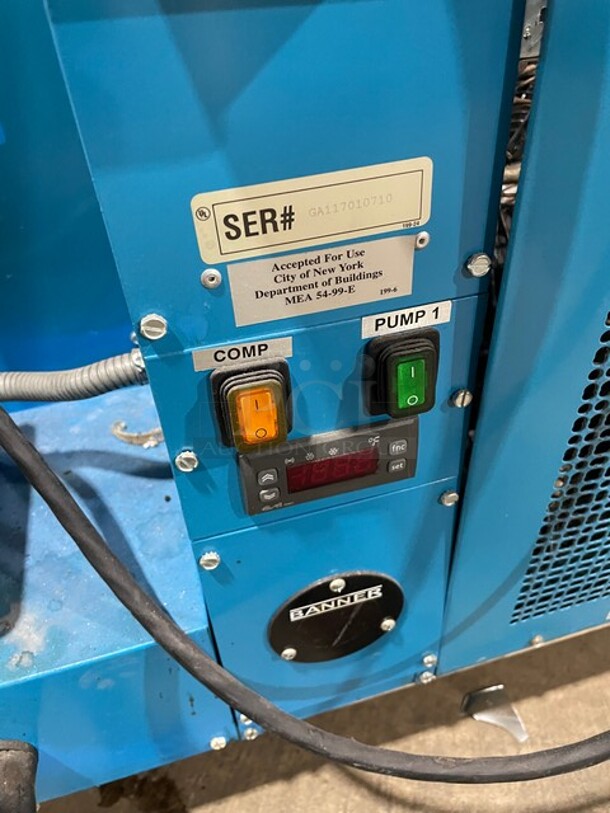 SER# GA117010710
199-24
Accepted For Use
City of New York
Department of Buildings
MEA 54-99-E 199-6
COMP
PUMP 1
I
O
I
O
fnc
set
BANNER